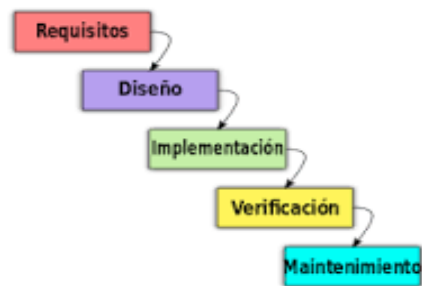 Requisitos
Diseño
Implementación
Verificación
Maintenimiento